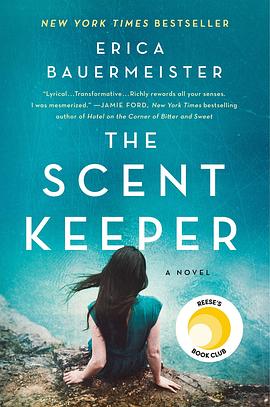 NEW YORK TIMES BESTSELLER
ERICA
BAUERMEISTER
"Lyrical...Transformative...Richly rewards all your senses.
I was mesmerized." —JAMIE FORD, New York Times bestselling
author of Hotel on the Corner of Bitter and Sweet
THE
SCENT
KEEPER
A NOVEL
REESE'S
BOOK CLUB